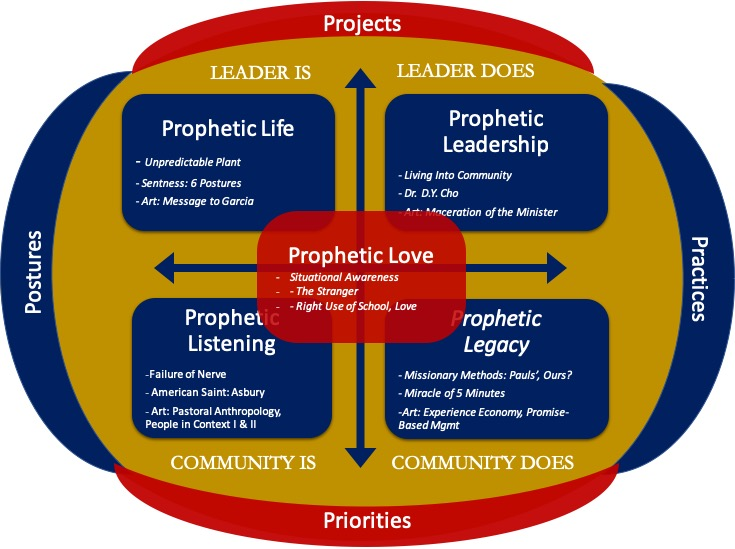 Projects
LEADER IS
LEADER DOES
Prophetic Life
- Unpredictable Plant
- Sentness: 6 Postures
- Art: Message to Garcia
Prophetic
Leadership
- Living Into Community
- Dr. D.Y. Cho
- Art: Maceration of the Minister
Postures
Practices
Prophetic Love
- Situational Awareness
- - The Stranger
- - Right Use of School, Love
Prophetic
Listening
-Failure of Nerve
- American Saint: Asbury
- Art: Pastoral Anthropology,
People in Context I & II
Prophetic
Legacy
- Missionary Methods: Pauls’, Ours?
- Miracle of 5 Minutes
-Art: Experience Economy, Promise-
Based Mgmt
COMMUNITY IS
COMMUNITY DOES
Priorities